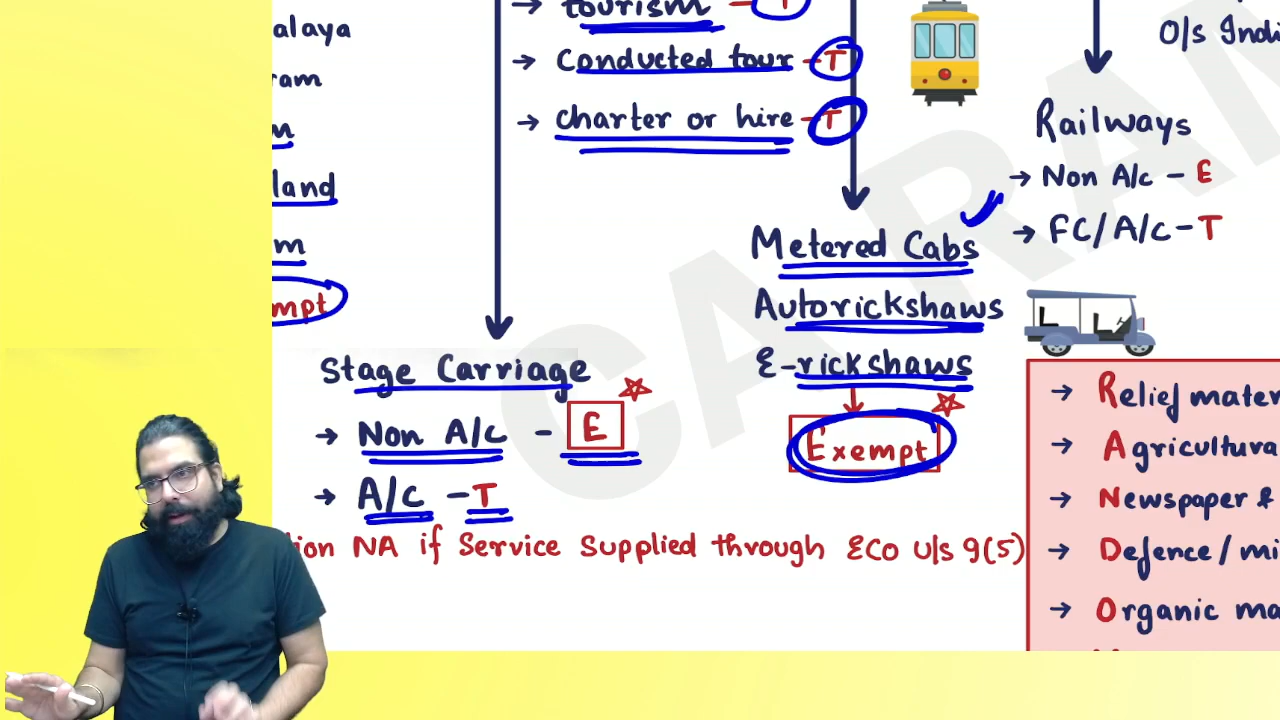 alaya
ram
land
mpt
→ tourism - T
→ Conducted tour - T
→ charter or hire - T
O/s Indi
Railways
→ Non A/c - E
→ FC/A/c - T
Metered Cabs
Autorickshaws
E-rickshaws
Exempt
Stage Carriage
→ Non A/c - E
→ A/c - T
tion NA if Service Supplied through ECO u/s 9(5)
→ Relief mater
→ Agricultura
→ Newspaper &
→ Defence / mi
→ Organic ma
CA RAN